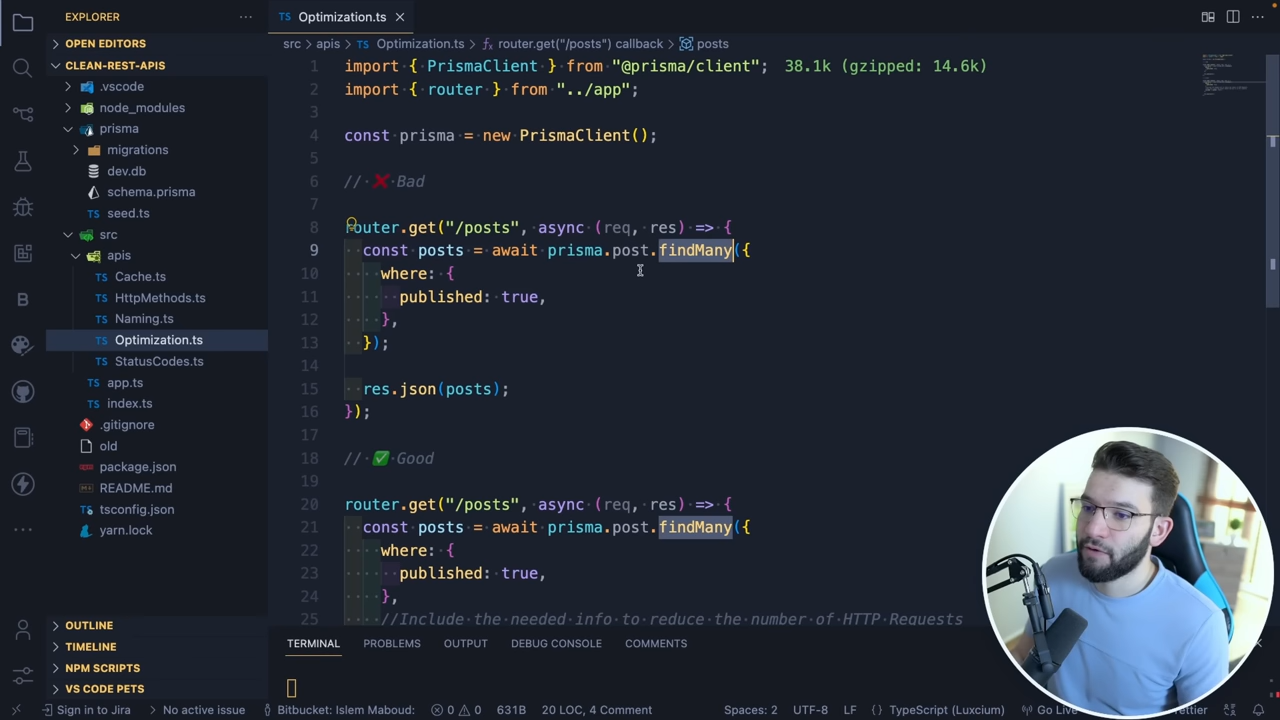 EXPLORER
OPEN EDITORS
CLEAN-REST-APIS
.vscode
node_modules
prisma
migrations
dev.db
schema.prisma
seed.ts
src
apis
TS Cache.ts
TS HttpMethods.ts
TS Naming.ts
TS Optimization.ts
TS StatusCodes.ts
TS app.ts
TS index.ts
.gitignore
old
package.json
README.md
tsconfig.json
yarn.lock
OUTLINE
TIMELINE
NPM SCRIPTS
VS CODE PETS
TS Optimization.ts
src > apis > TS Optimization.ts > router.get("/posts") callback > posts
1 import { PrismaClient } from "@prisma/client"; 38.1k (gzipped: 14.6k)
2 import { router } from "../app";
3
4 const prisma = new PrismaClient();
5
6 // ❌ Bad
7
8 router.get("/posts", async (req, res) => {
9 const posts = await prisma.post.findMany({
10 where: {
11 published: true,
12 },
13 });
14
15 res.json(posts);
16 });
17
18 // ✅ Good
19
20 router.get("/posts", async (req, res) => {
21 const posts = await prisma.post.findMany({
22 where: {
23 published: true,
24 },
25 //Include the needed info to reduce the number of HTTP Requests
TERMINAL PROBLEMS OUTPUT DEBUG CONSOLE COMMENTS
Sign in to Jira No active issue Bitbucket: Islem Maboud: 0 0 631B 20 LOC, 4 Comment Spaces: 2 UTF-8 LF TypeScript (Luxcium) Go Live